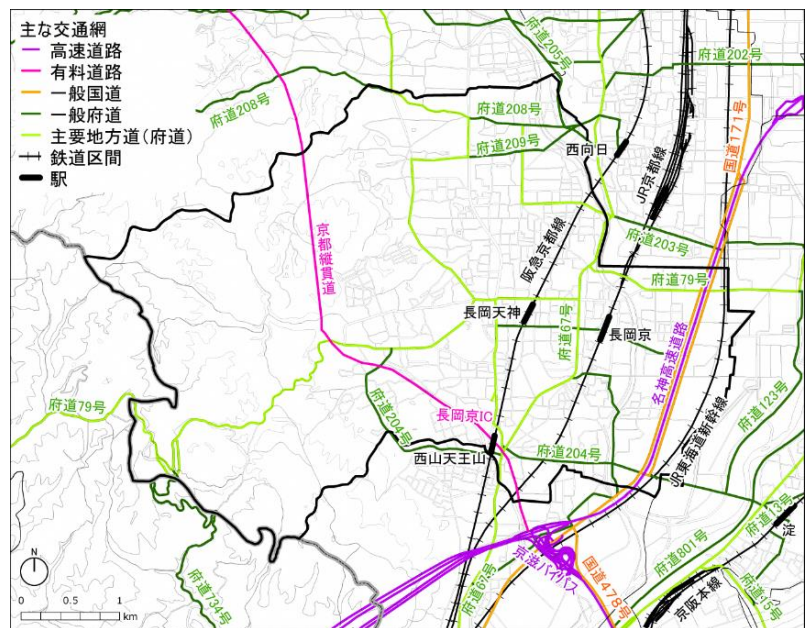 主な交通網
高速道路
有料道路
一般国道
一般府道
主要地方道(府道)
鉄道区間
駅
府道205号
府道202号
府道208号
府道208号
府道209号
西向日
JR京都線
国道171号
京都縦貫道
阪急京都線
府道203号
府道79号
長岡天神
府道67号
長岡京
名神高速道路
府道79号
府道204号
長岡京IC
西山天王山
府道204号
JR東海道新幹線
府道123号
府道13号
淀
京滋バイパス
国道478号
府道801号
京阪本線
府道15号
府道67号
府道734号
N
0 0.5 1
km